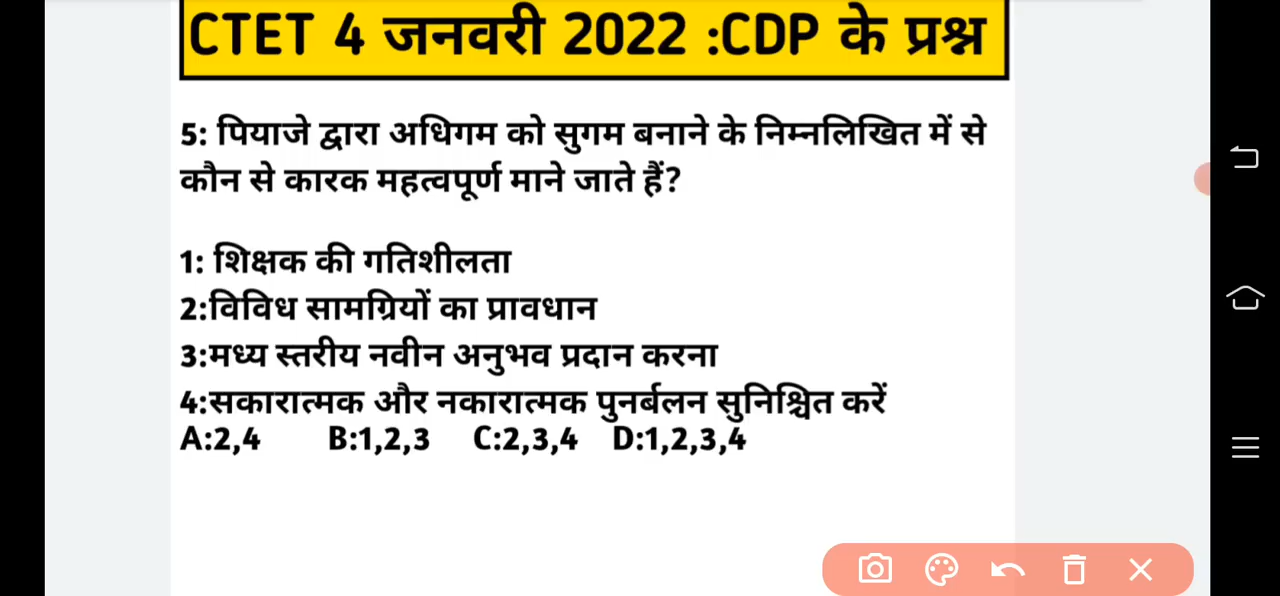 CTET 4 जनवरी 2022 :CDP के प्रश्न
5: पियाजे द्वारा अधिगम को सुगम बनाने के निम्नलिखित में से
कौन से कारक महत्वपूर्ण माने जाते हैं?
1: शिक्षक की गतिशीलता
2:विविध सामग्रियों का प्रावधान
3:मध्य स्तरीय नवीन अनुभव प्रदान करना
4:सकारात्मक और नकारात्मक पुनर्बलन सुनिश्चित करें
A:2,4 B:1,2,3 C:2,3,4 D:1,2,3,4